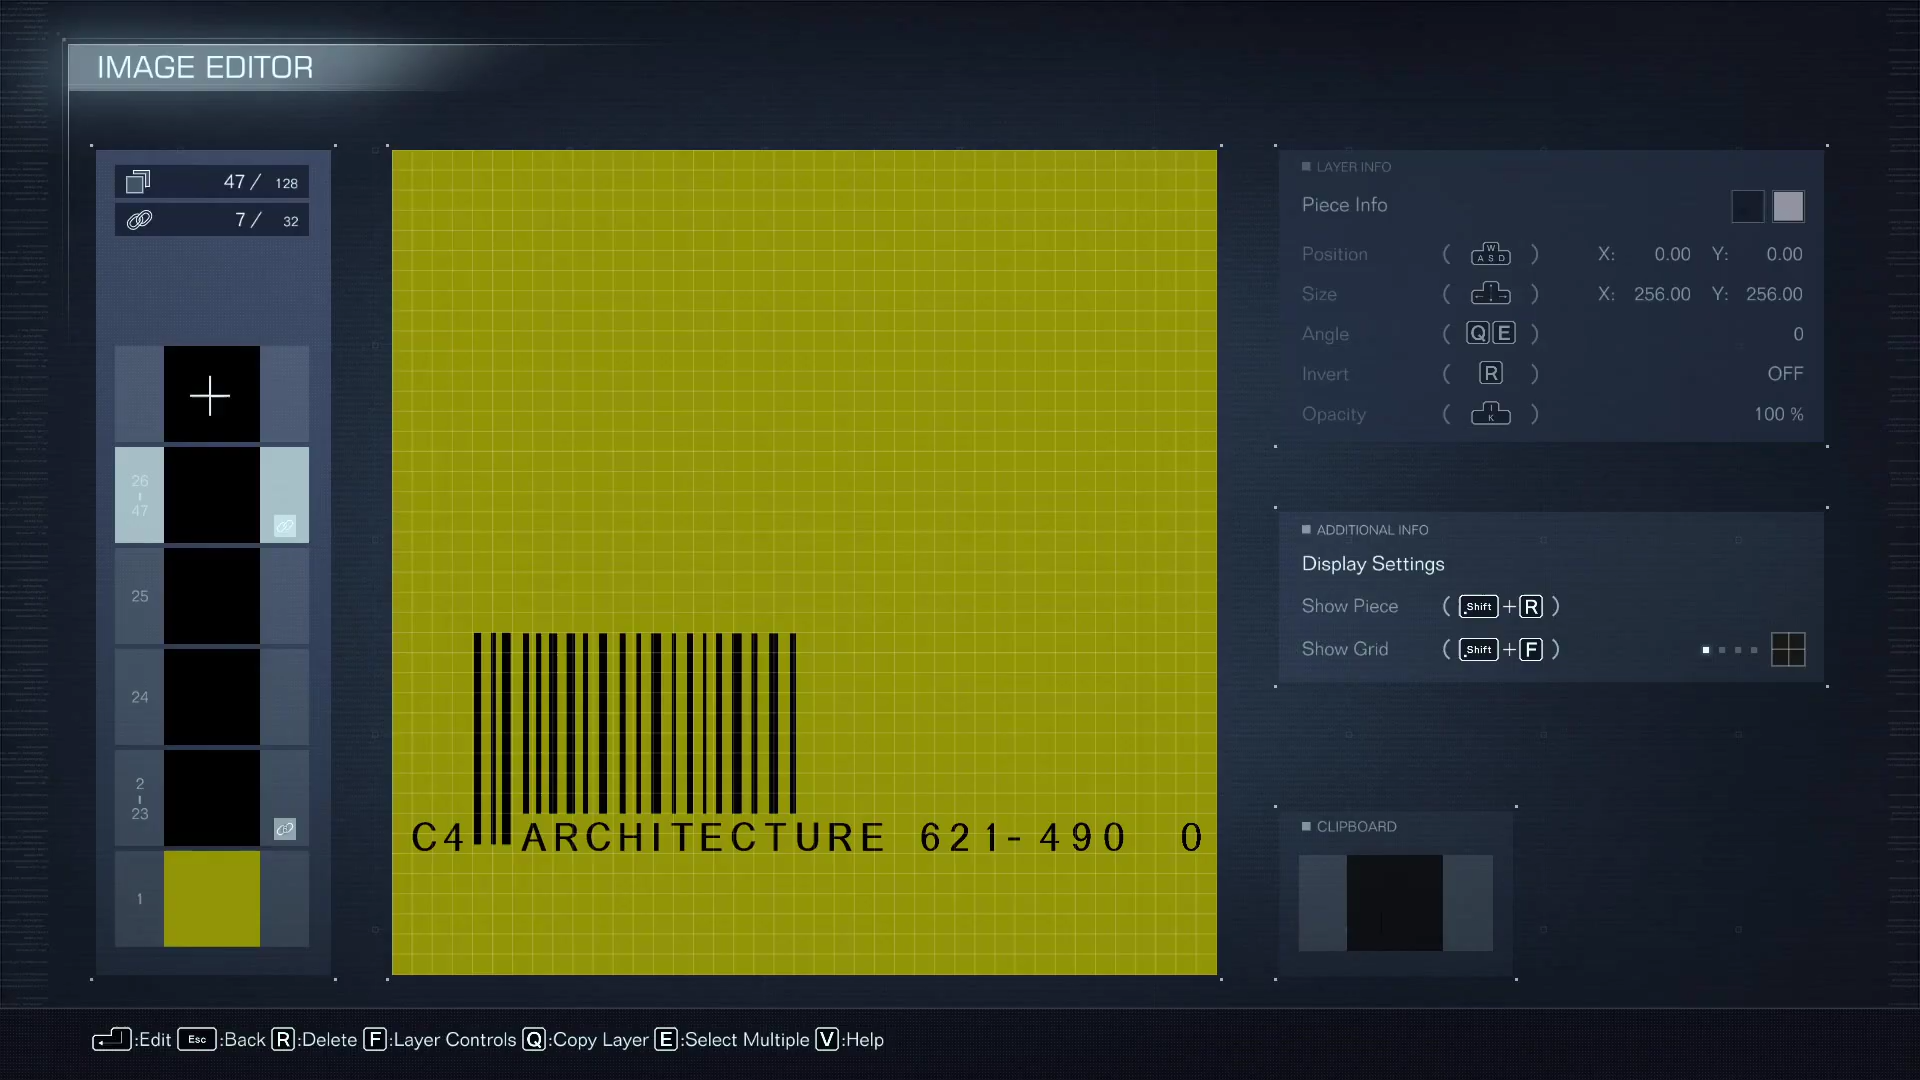 IMAGE EDITOR
47 / 128
7 / 32
26
47
25
24
2
23
1
C4 ARCHITECTURE 621-490 0
LAYER INFO
Piece Info
Position ( W A S D ) X: 0.00 Y: 0.00
Size ( ←↑→ ) X: 256.00 Y: 256.00
Angle ( Q E ) 0
Invert ( R ) OFF
Opacity ( I K ) 100 %
ADDITIONAL INFO
Display Settings
Show Piece ( Shift + R )
Show Grid ( Shift + F )
CLIPBOARD
:Edit Esc :Back R :Delete F :Layer Controls Q :Copy Layer E :Select Multiple V :Help